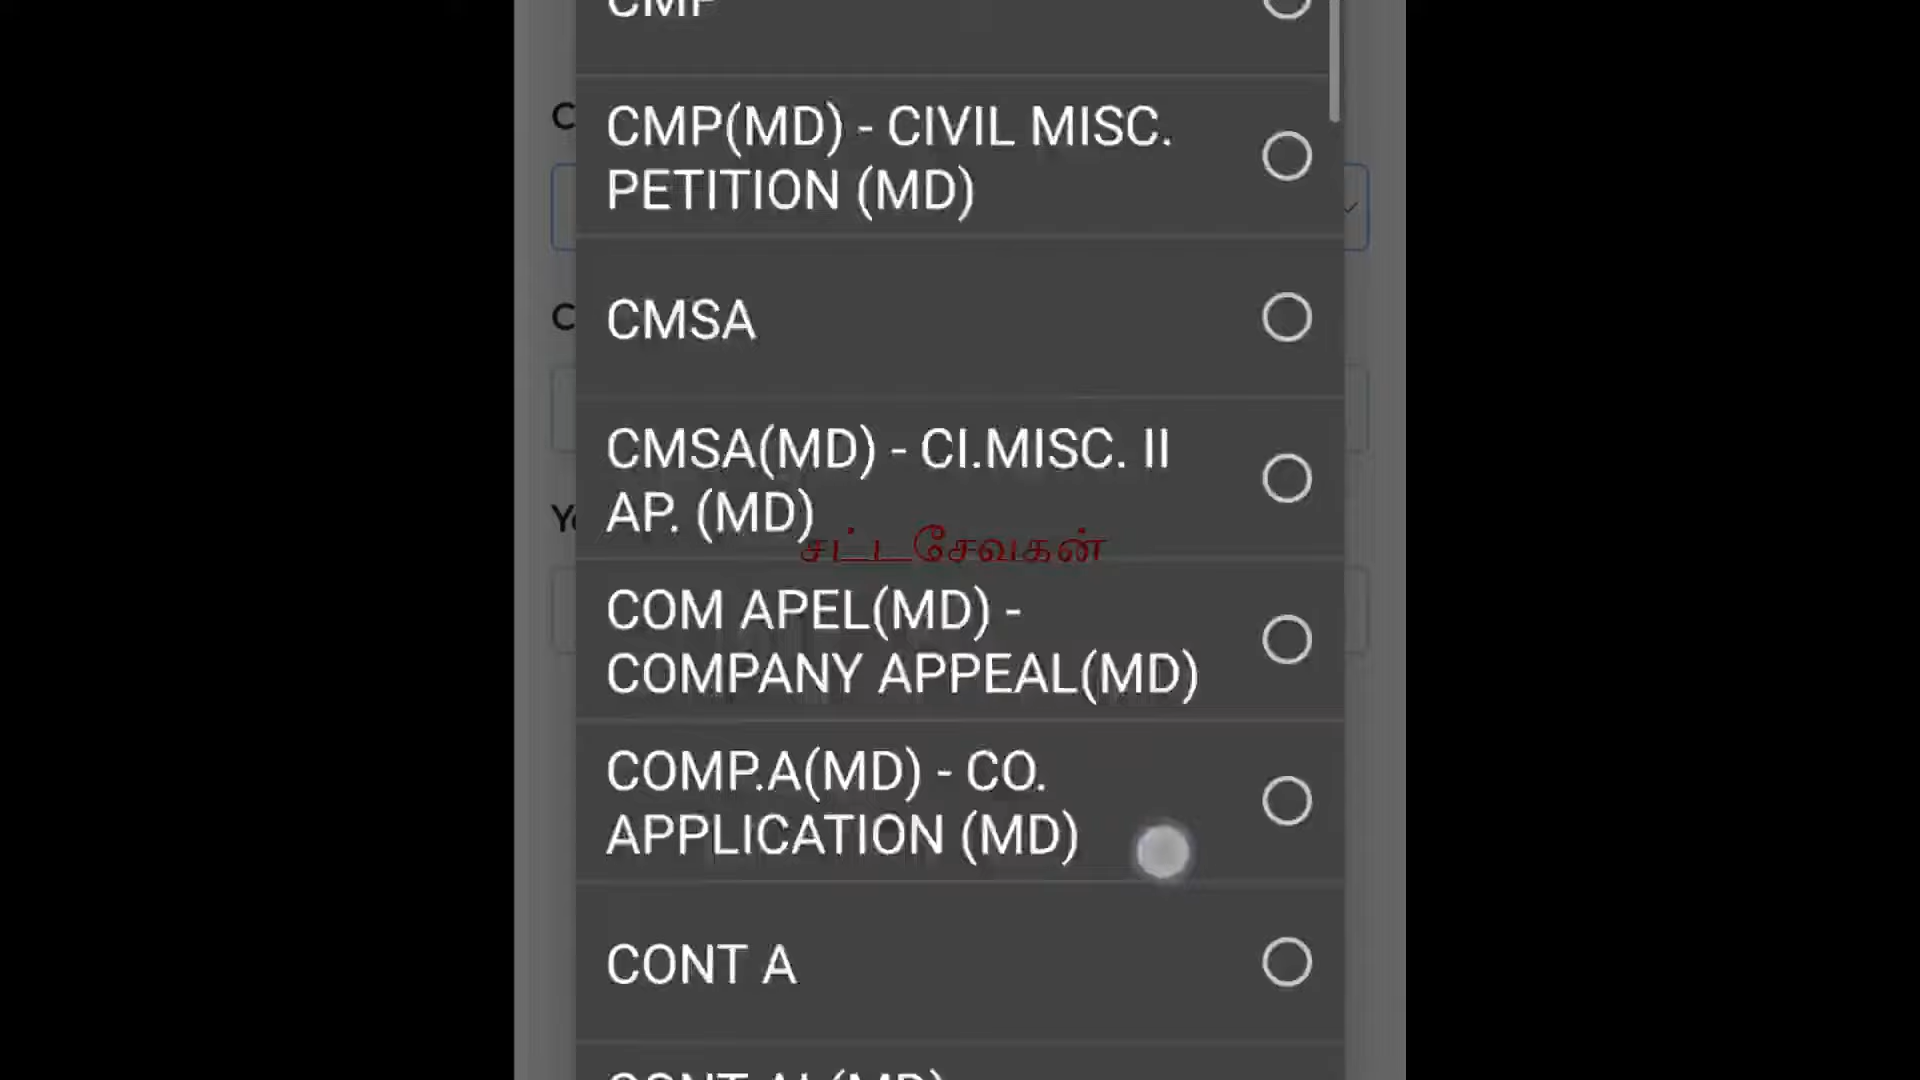 CMP
CMP(MD) - CIVIL MISC.
PETITION (MD)
CMSA
CMSA(MD) - CI.MISC. II
AP. (MD)
சட்டசேவகன்
COM APEL(MD) -
COMPANY APPEAL(MD)
COMP.A(MD) - CO.
APPLICATION (MD)
CONT A